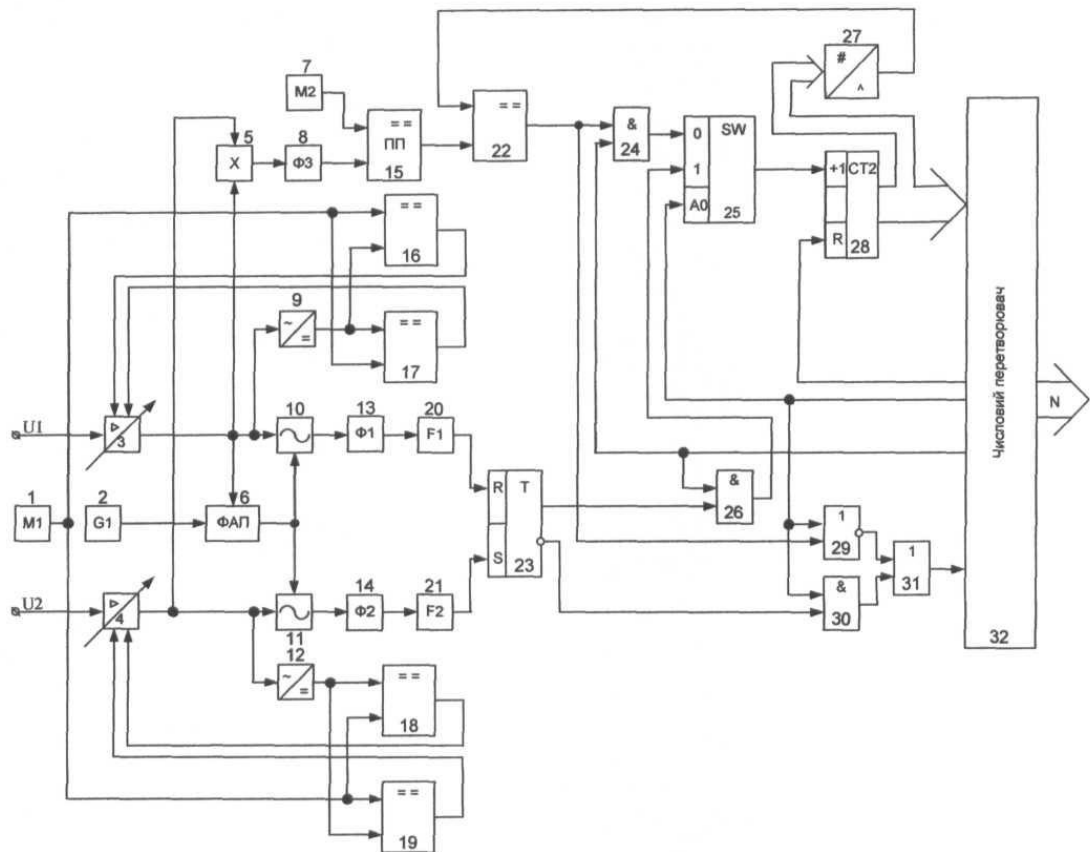 27
#
^
7
M2
= =
ПП
15
= =
22
&
24
0
1
A0
SW
25
+1
CT2
R
28
5
X
8
Ф3
= =
16
9
~
=
= =
17
U1
3
10
13
Ф1
20
F1
1
M1
2
G1
6
ФАП
R
T
S
23
&
26
1
29
1
31
&
30
U2
4
11
14
Ф2
21
F2
12
~
=
= =
18
= =
19
Числовий перетворювач
32
N